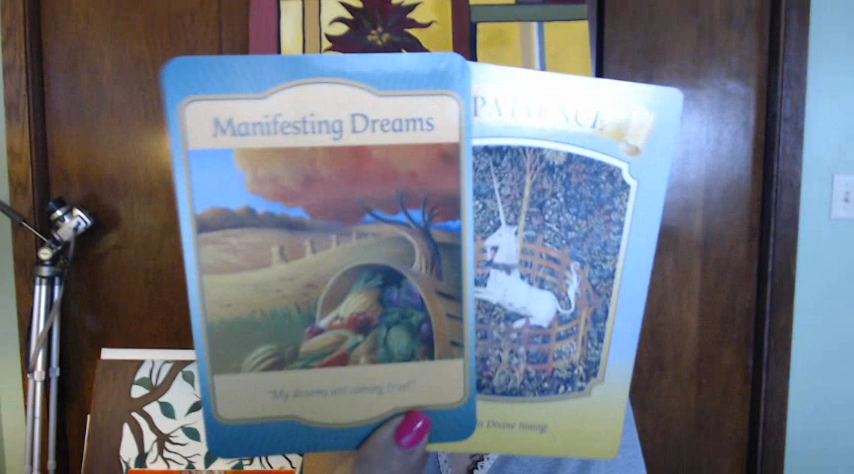 Manifesting Dreams
"My dreams are coming true!"
PATIENCE
Divine timing